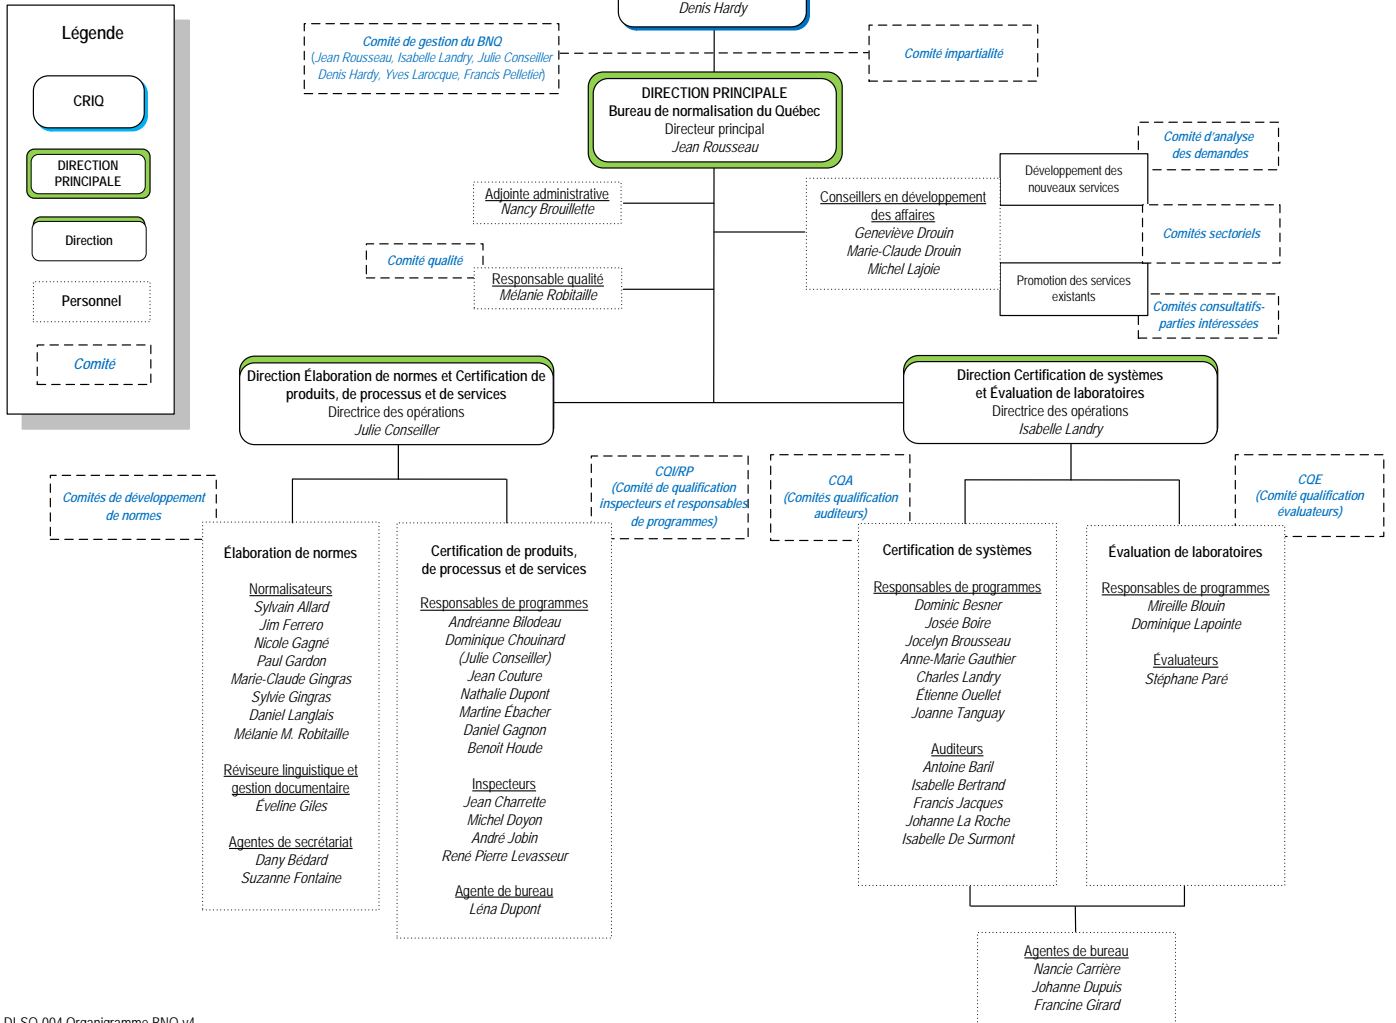 Légende
CRIQ
DIRECTION
PRINCIPALE
Direction
Personnel
Comité
Denis Hardy
Comité de gestion du BNQ
(Jean Rousseau, Isabelle Landry, Julie Conseiller
Denis Hardy, Yves Larocque, Francis Pelletier)
Comité impartialité
DIRECTION PRINCIPALE
Bureau de normalisation du Québec
Directeur principal
Jean Rousseau
Adjointe administrative
Nancy Brouillette
Comité qualité
Responsable qualité
Mélanie Robitaille
Conseillers en développement
des affaires
Geneviève Drouin
Marie-Claude Drouin
Michel Lajoie
Développement des
nouveaux services
Promotion des services
existants
Comité d'analyse
des demandes
Comités sectoriels
Comités consultatifs-
parties intéressées
Direction Élaboration de normes et Certification de
produits, de processus et de services
Directrice des opérations
Julie Conseiller
Direction Certification de systèmes
et Évaluation de laboratoires
Directrice des opérations
Isabelle Landry
Comités de développement
de normes
CQI/RP
(Comité de qualification
inspecteurs et responsables
de programmes)
CQA
(Comités qualification
auditeurs)
CQE
(Comité qualification
évaluateurs)
Élaboration de normes
Normalisateurs
Sylvain Allard
Jim Ferrero
Nicole Gagné
Paul Gardon
Marie-Claude Gingras
Sylvie Gingras
Daniel Langlais
Mélanie M. Robitaille
Réviseure linguistique et
gestion documentaire
Éveline Giles
Agentes de secrétariat
Dany Bédard
Suzanne Fontaine
Certification de produits,
de processus et de services
Responsables de programmes
Andréanne Bilodeau
Dominique Chouinard
(Julie Conseiller)
Jean Couture
Nathalie Dupont
Martine Ébacher
Daniel Gagnon
Benoit Houde
Inspecteurs
Jean Charrette
Michel Doyon
André Jobin
René Pierre Levasseur
Agente de bureau
Léna Dupont
Certification de systèmes
Responsables de programmes
Dominic Besner
Josée Boire
Jocelyn Brousseau
Anne-Marie Gauthier
Charles Landry
Étienne Ouellet
Joanne Tanguay
Auditeurs
Antoine Baril
Isabelle Bertrand
Francis Jacques
Johanne La Roche
Isabelle De Surmont
Évaluation de laboratoires
Responsables de programmes
Mireille Blouin
Dominique Lapointe
Évaluateurs
Stéphane Paré
Agentes de bureau
Nancie Carrière
Johanne Dupuis
Francine Girard
Organigramme BNQ v4